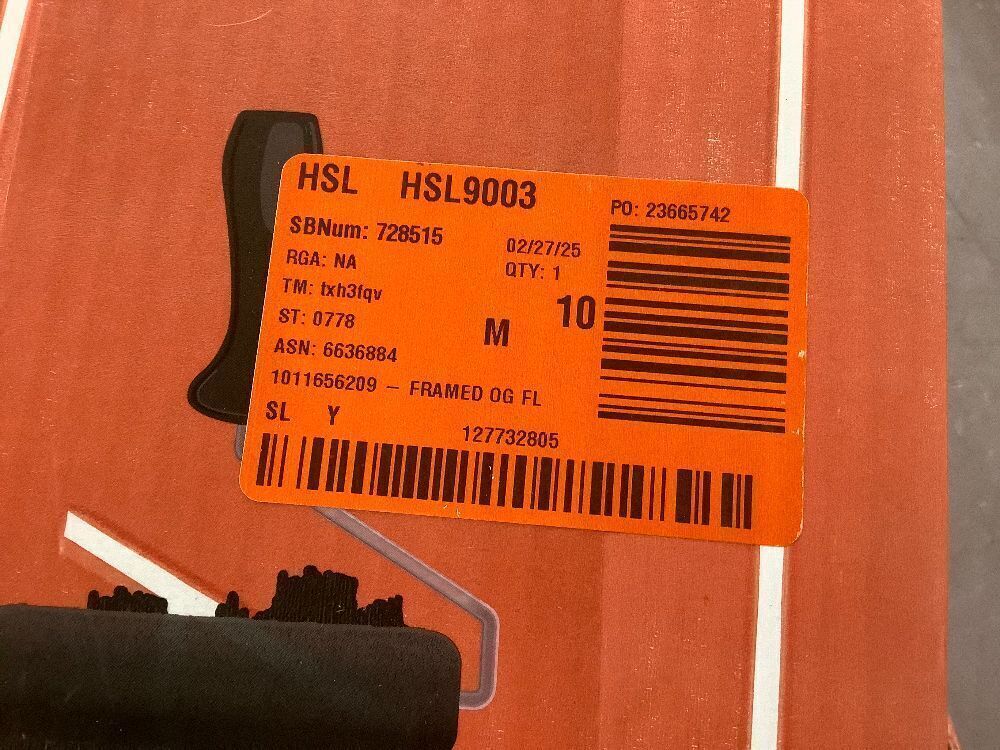 HSL HSL9003
PO: 23665742
SBNum: 728515
02/27/25
RGA: NA
QTY: 1
TM: txh3fqv
10
ST: 0778
M
ASN: 6636884
1011656209 – FRAMED OG FL
SL Y
127732805